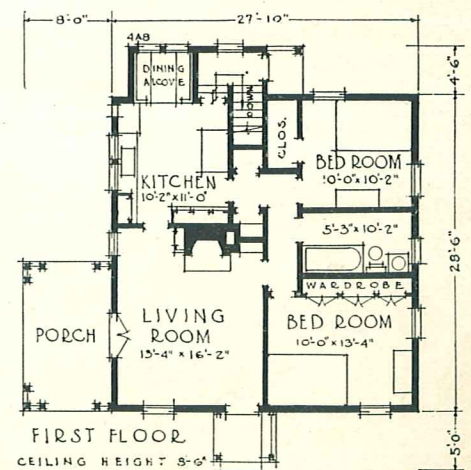 8'-0"
27'-10"
4A8
DINING
ALCOVE
DOWN
CLOS.
4'-6"
BED ROOM
10'-0" x 10'-2"
KITCHEN
10'-2" x 11'-0"
5'-3" x 10'-2"
28'-6"
WARDROBE
LIVING
ROOM
13'-4" x 16'-2"
BED ROOM
10'-0" x 13'-4"
PORCH
FIRST FLOOR
CEILING HEIGHT 8'-6"
5'-0"